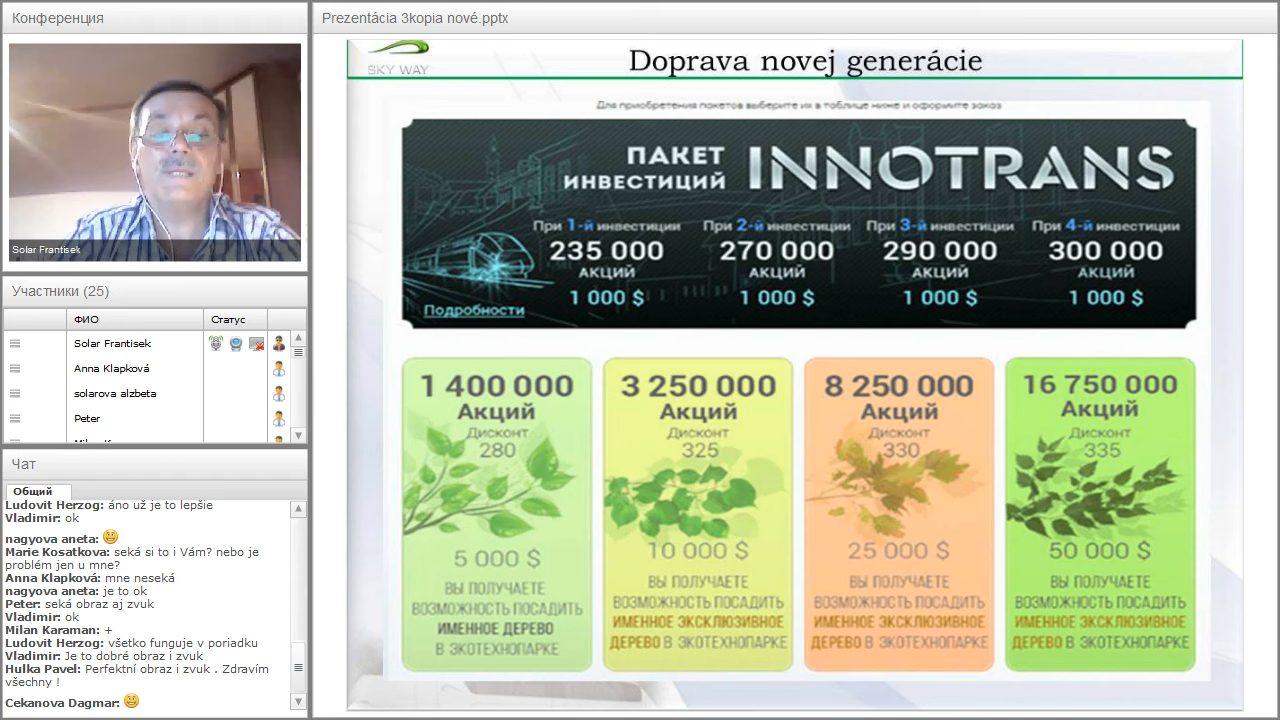 Конференция
Solar Frantisek
Участники (25)
ФИО
Статус
Solar Frantisek
Anna Klapková
solarova alzbeta
Peter
Чат
Общий
Ludovit Herzog: áno už je to lepšie
Vladimir: ok
nagyova aneta:
Marie Kosatkova: seká si to i Vám? nebo je
problém jen u mne?
Anna Klapková: mne neseká
nagyova aneta: je to ok
Peter: seká obraz aj zvuk
Vladimir: ok
Milan Karaman: +
Ludovit Herzog: všetko funguje v poriadku
Vladimir: Je to dobré obraz i zvuk
Hulka Pavel: Perfektní obraz i zvuk . Zdravím
všechny !
Cekanova Dagmar:
Prezentácia 3kopia nové.pptx
SKY WAY
Doprava novej generácie
Для приобретения пакетов выберите их в таблице ниже и оформите заказ
ПАКЕТ
ИНВЕСТИЦИЙ
INNOTRANS
При 1-й инвестиции
235 000
АКЦИЙ
1 000 $
При 2-й инвестиции
270 000
АКЦИЙ
1 000 $
При 3-й инвестиции
290 000
АКЦИЙ
1 000 $
При 4-й инвестиции
300 000
АКЦИЙ
1 000 $
Подробности
1 400 000
Акций
Дисконт
280
5 000 $
ВЫ ПОЛУЧАЕТЕ
ВОЗМОЖНОСТЬ ПОСАДИТЬ
ИМЕННОЕ ДЕРЕВО
В ЭКОТЕХНОПАРКЕ
3 250 000
Акций
Дисконт
325
10 000 $
ВЫ ПОЛУЧАЕТЕ
ВОЗМОЖНОСТЬ ПОСАДИТЬ
ИМЕННОЕ ЭКСКЛЮЗИВНОЕ
ДЕРЕВО В ЭКОТЕХНОПАРКЕ
8 250 000
Акций
Дисконт
330
25 000 $
ВЫ ПОЛУЧАЕТЕ
ВОЗМОЖНОСТЬ ПОСАДИТЬ
ИМЕННОЕ ЭКСКЛЮЗИВНОЕ
ДЕРЕВО В ЭКОТЕХНОПАРКЕ
16 750 000
Акций
Дисконт
335
50 000 $
ВЫ ПОЛУЧАЕТЕ
ВОЗМОЖНОСТЬ ПОСАДИТЬ
ИМЕННОЕ ЭКСКЛЮЗИВНОЕ
ДЕРЕВО В ЭКОТЕХНОПАРКЕ